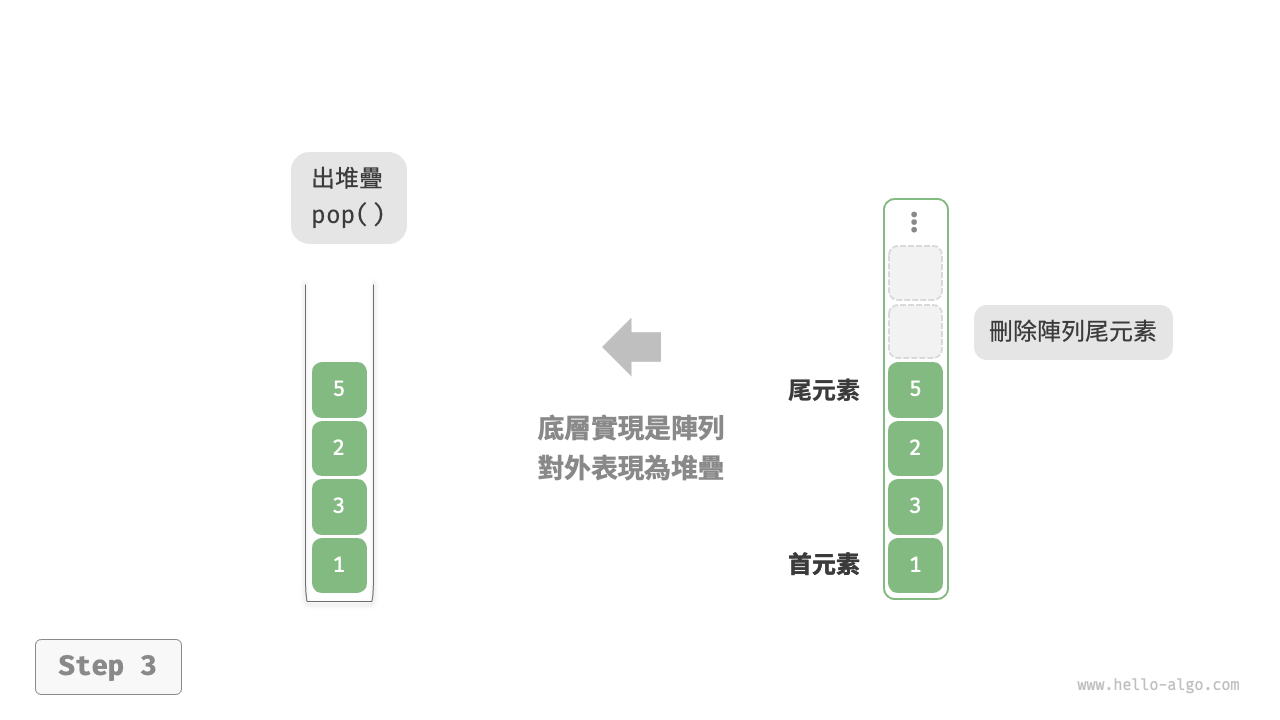 出堆疊
pop()
5
2
3
1
底層實現是陣列
對外表現為堆疊
尾元素
首元素
5
2
3
1
刪除陣列尾元素
Step 3
www.hello-algo.com